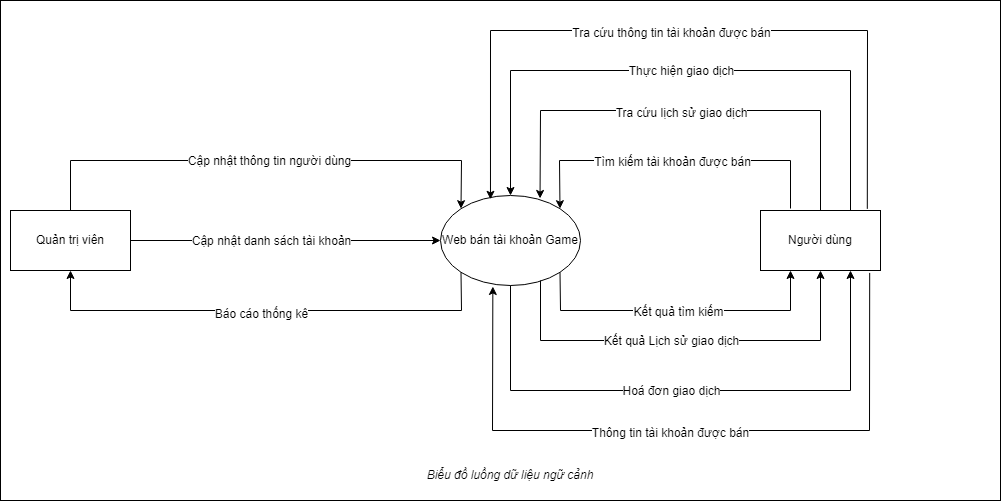 Tra cứu thông tin tài khoản được bán
Thực hiện giao dịch
Tra cứu lịch sử giao dịch
Cập nhật thông tin người dùng
Tìm kiếm tài khoản được bán
Quản trị viên
Cập nhật danh sách tài khoản
Web bán tài khoản Game
Người dùng
Báo cáo thống kê
Kết quả tìm kiếm
Kết quả Lịch sử giao dịch
Hoá đơn giao dịch
Thông tin tài khoản được bán
Biểu đồ luồng dữ liệu ngữ cảnh